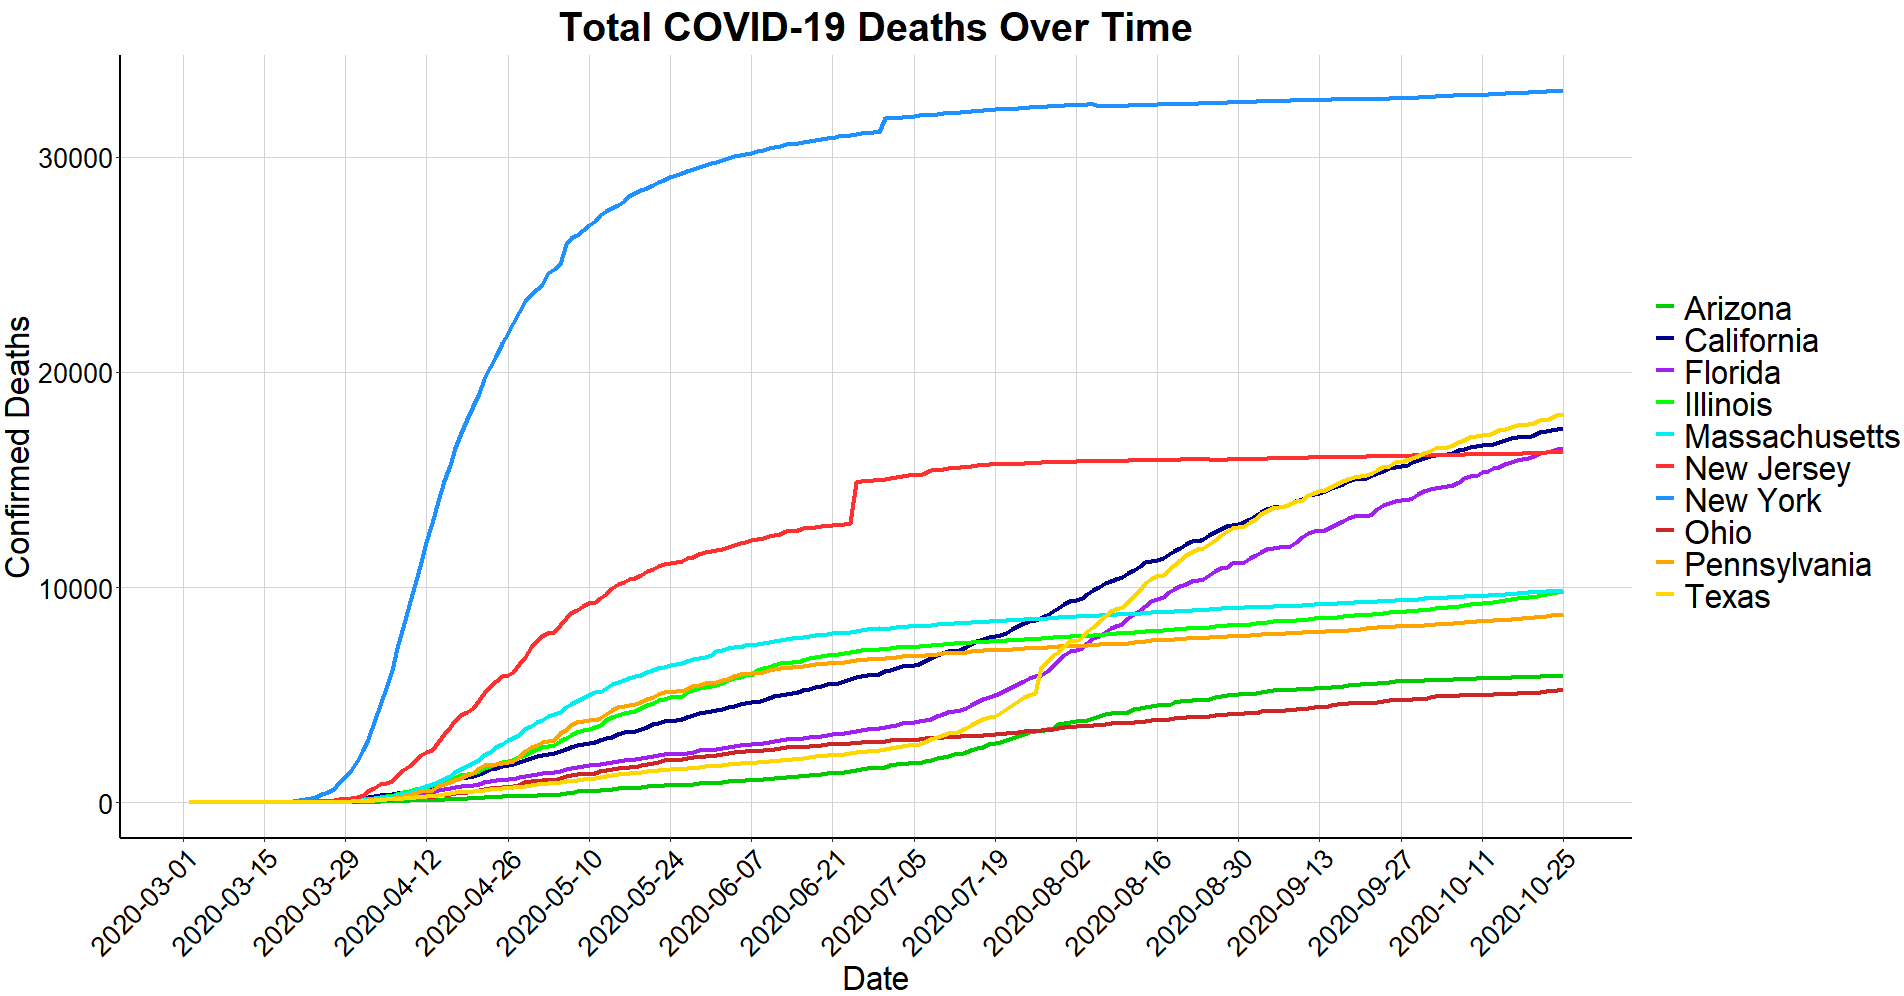 Total COVID-19 Deaths Over Time
Confirmed Deaths
30000
20000
10000
0
2020-03-01
2020-03-15
2020-03-29
2020-04-12
2020-04-26
2020-05-10
2020-05-24
2020-06-07
2020-06-21
2020-07-05
2020-07-19
2020-08-02
2020-08-16
2020-08-30
2020-09-13
2020-09-27
2020-10-11
2020-10-25
Date
Arizona
California
Florida
Illinois
Massachusetts
New Jersey
New York
Ohio
Pennsylvania
Texas